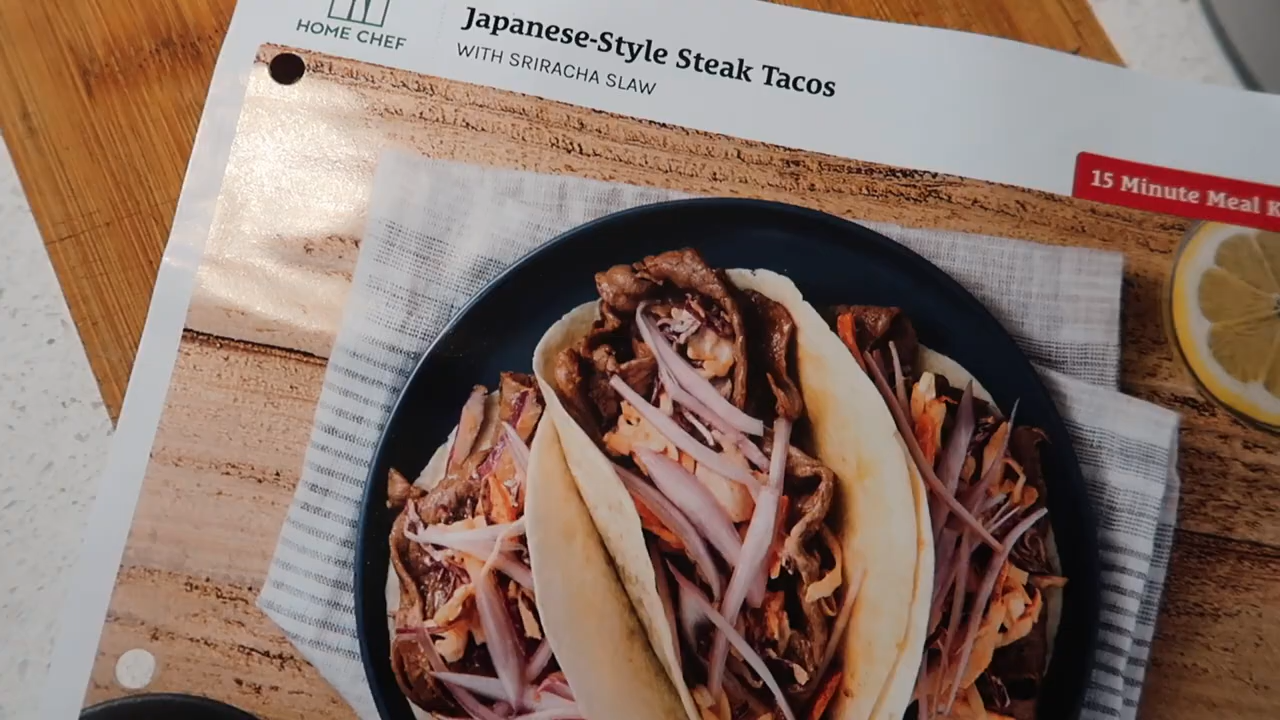 HOME CHEF
Japanese-Style Steak Tacos
WITH SRIRACHA SLAW
15 Minute Meal K